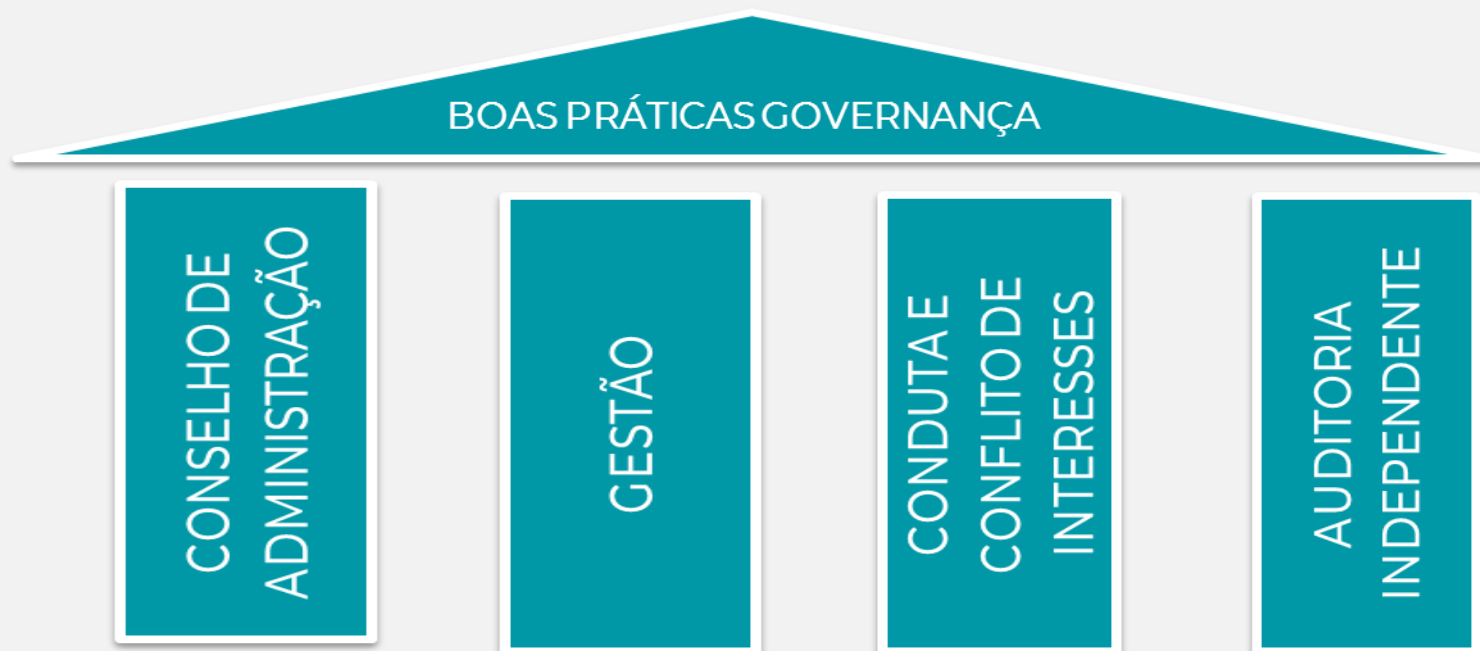 BOAS PRÁTICAS GOVERNANÇA
CONSELHO DE
ADMINISTRAÇÃO
GESTÃO
CONDUTA E
CONFLITO DE
INTERESSES
AUDITORIA
INDEPENDENTE